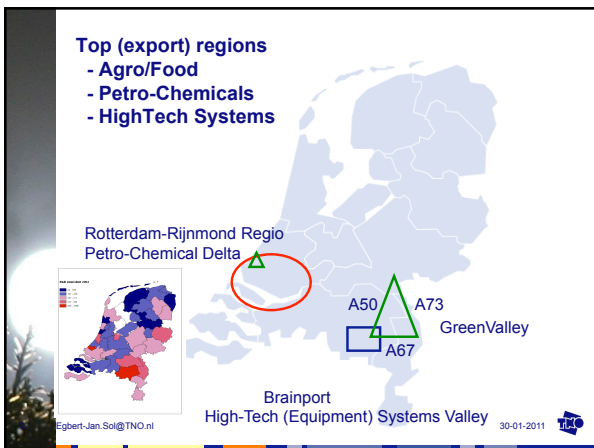 Top (export) regions
- Agro/Food
- Petro-Chemicals
- HighTech Systems
Rotterdam-Rijnmond Regio
Petro-Chemical Delta
A50
A73
GreenValley
A67
Brainport
High-Tech (Equipment) Systems Valley
Egbert-Jan.Sol@TNO.nl
30-01-2011
TNO